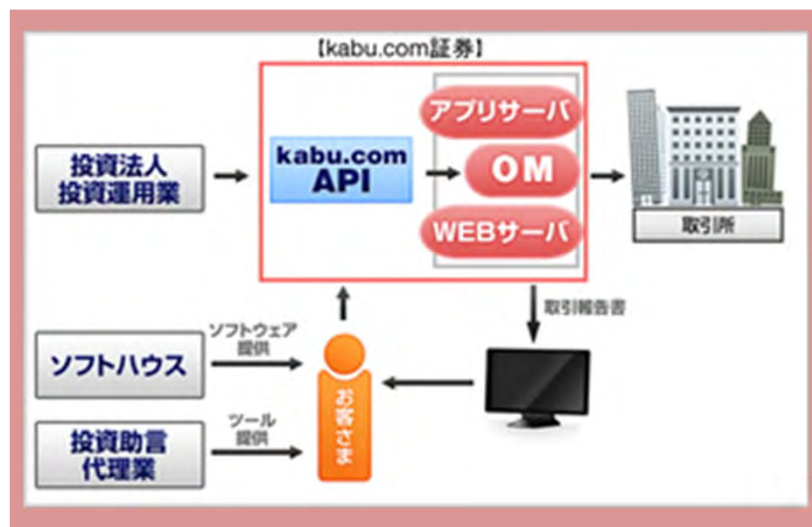 【kabu.com証券】
アプリサーバ
投資法人
投資運用業
kabu.com
API
OM
WEBサーバ
取引所
取引報告書
ソフトハウス
ソフトウェア
提供
お客さま
投資助言
代理業
ツール
提供